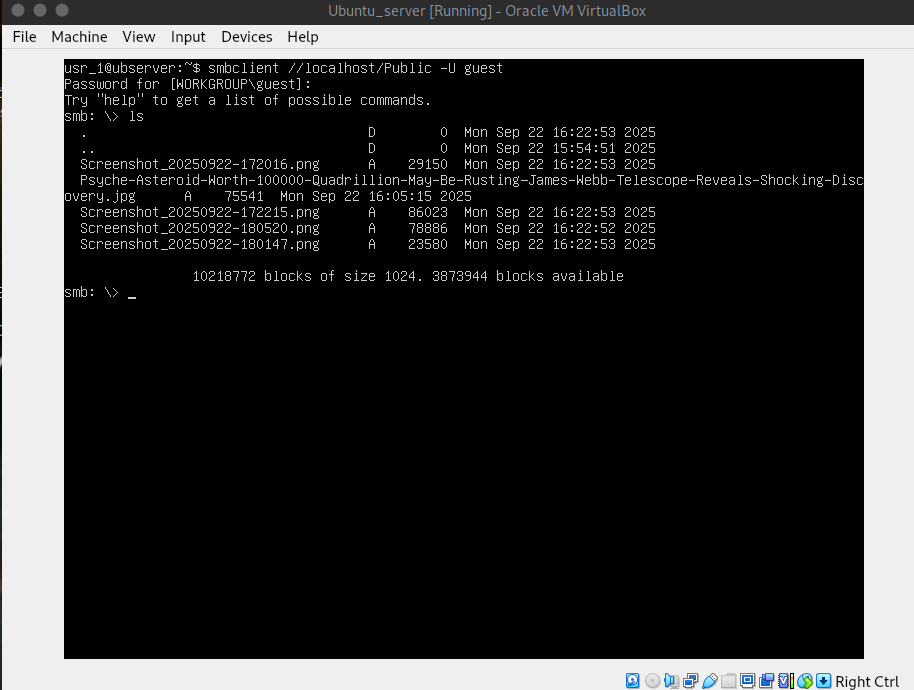 Ubuntu_server [Running] - Oracle VM VirtualBox
File Machine View Input Devices Help
usr_1@ubserver:~$ smbclient //localhost/Public -U guest
Password for [WORKGROUP\guest]:
Try "help" to get a list of possible commands.
smb: \> ls
  .                                   D        0  Mon Sep 22 16:22:53 2025
  ..                                  D        0  Mon Sep 22 15:54:51 2025
  Screenshot_20250922-172016.png      A    29150  Mon Sep 22 16:22:53 2025
  Psyche-Asteroid-Worth-100000-Quadrillion-May-Be-Rusting-James-Webb-Telescope-Reveals-Shocking-Disc
overy.jpg      A    75541  Mon Sep 22 16:05:15 2025
  Screenshot_20250922-172215.png      A    86023  Mon Sep 22 16:22:53 2025
  Screenshot_20250922-180520.png      A    78886  Mon Sep 22 16:22:52 2025
  Screenshot_20250922-180147.png      A    23580  Mon Sep 22 16:22:53 2025
                10218772 blocks of size 1024. 3873944 blocks available
smb: \> _
Right Ctrl